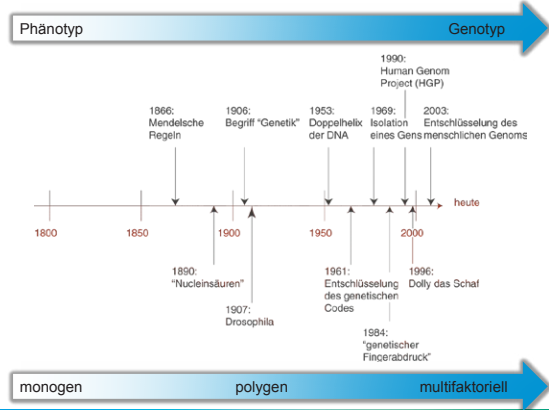 Phänotyp
Genotyp
1990:
Human Genom
Project (HGP)
1866:
Mendelsche
Regeln
1906:
Begriff "Genetik"
1953:
Doppelhelix
der DNA
1969:
Isolation
eines Gens
2003:
Entschlüsselung des
menschlichen Genoms
heute
1800
1850
1900
1950
2000
1890:
"Nucleinsäuren"
1907:
Drosophila
1961:
Entschlüsselung
des genetischen
Codes
1984:
"genetischer
Fingerabdruck"
1996:
Dolly das Schaf
monogen
polygen
multifaktoriell